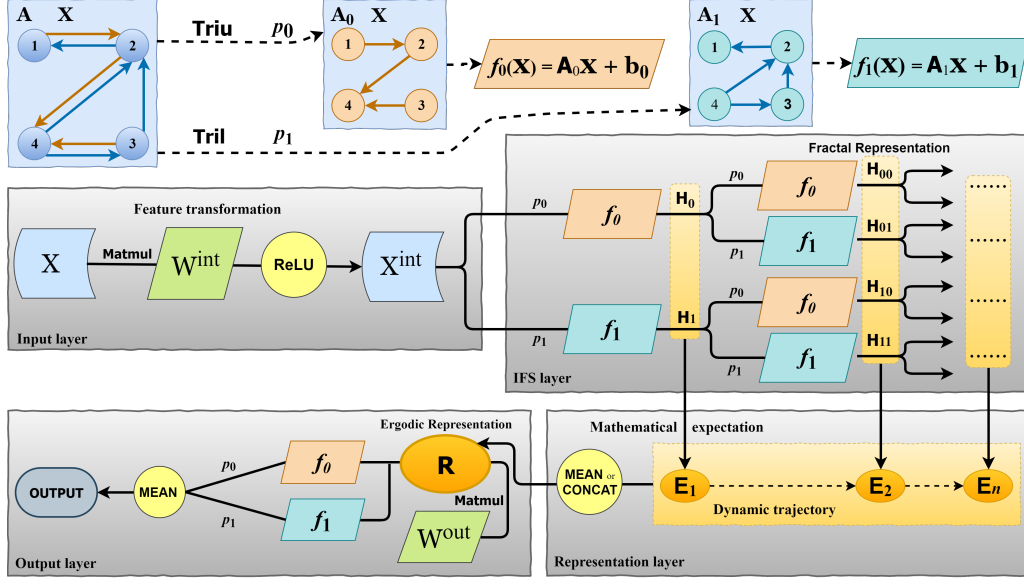 A X
1
2
4
3
Triu p₀
Tril p₁
A₀ X
1
2
4
3
f₀(X) = A₀X + b₀
A₁ X
1
2
4
3
f₁(X) = A₁X + b₁
Feature transformation
X
Matmul
Wⁱⁿᵗ
ReLU
Xⁱⁿᵗ
Input layer
Fractal Representation
p₀
f₀
H₀
p₀
f₀
H₀₀
......
p₁
f₁
H₀₁
......
p₁
f₁
H₁
p₀
f₀
H₁₀
......
p₁
f₁
H₁₁
......
IFS layer
Ergodic Representation
OUTPUT
MEAN
p₀
f₀
p₁
f₁
R
Matmul
Wᵒᵘᵗ
Output layer
Mathematical expectation
MEAN or
CONCAT
E₁
E₂
Eₙ
Dynamic trajectory
Representation layer